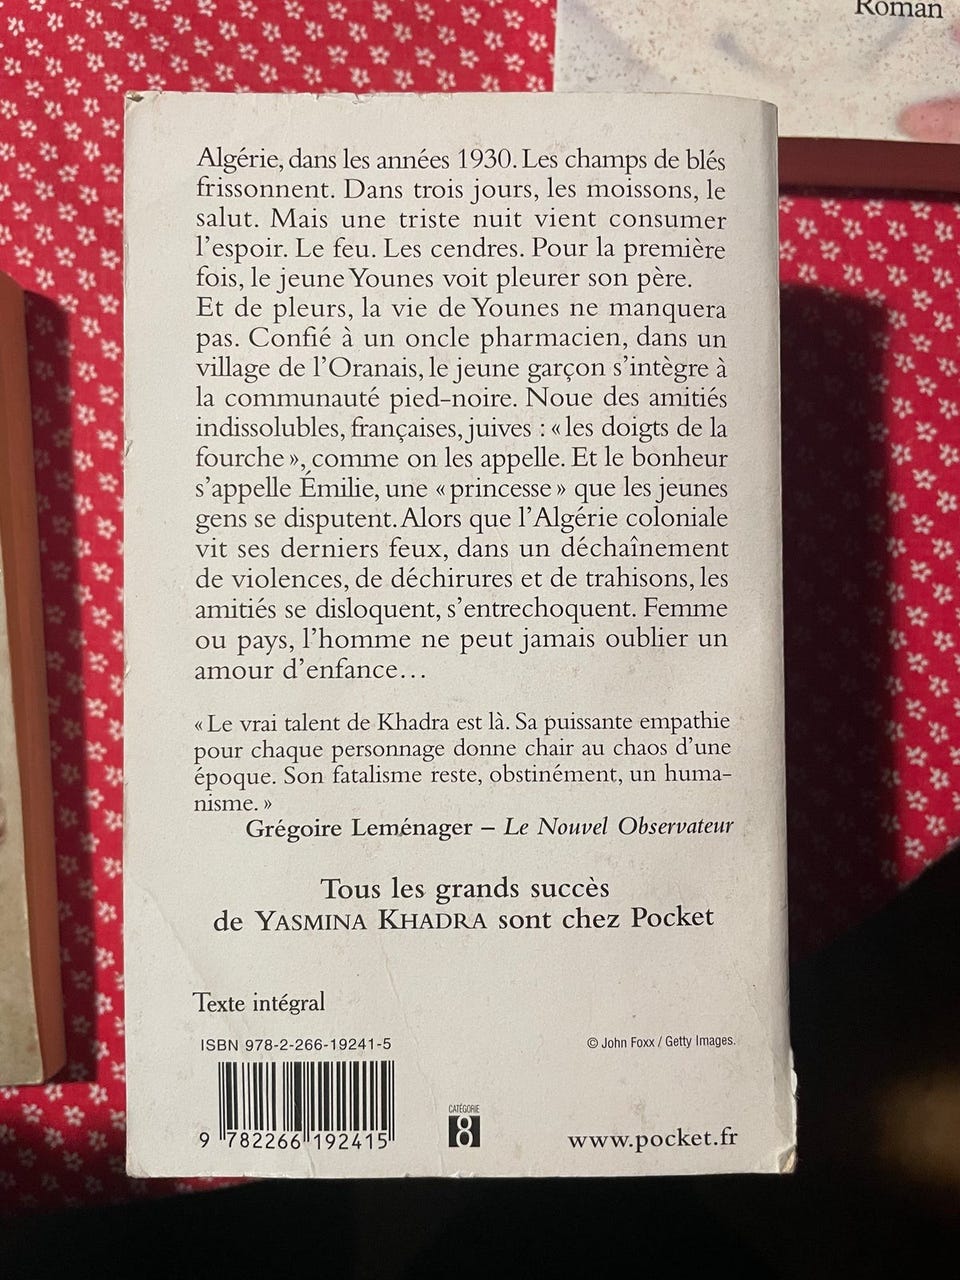 Roman
Algérie, dans les années 1930. Les champs de blés
frissonnent. Dans trois jours, les moissons, le
salut. Mais une triste nuit vient consumer
l'espoir. Le feu. Les cendres. Pour la première
fois, le jeune Younes voit pleurer son père.
Et de pleurs, la vie de Younes ne manquera
pas. Confié à un oncle pharmacien, dans un
village de l'Oranais, le jeune garçon s'intègre à
la communauté pied-noire. Noue des amitiés
indissolubles, françaises, juives : « les doigts de la
fourche », comme on les appelle. Et le bonheur
s'appelle Émilie, une « princesse » que les jeunes
gens se disputent. Alors que l'Algérie coloniale
vit ses derniers feux, dans un déchaînement
de violences, de déchirures et de trahisons, les
amitiés se disloquent, s'entrechoquent. Femme
ou pays, l'homme ne peut jamais oublier un
amour d'enfance…
« Le vrai talent de Khadra est là. Sa puissante empathie
pour chaque personnage donne chair au chaos d'une
époque. Son fatalisme reste, obstinément, un huma-
nisme. »
Grégoire Leménager – Le Nouvel Observateur
Tous les grands succès
de YASMINA KHADRA sont chez Pocket
Texte intégral
ISBN 978-2-266-19241-5
© John Foxx / Getty Images.
CATÉGORIE
8
9 782266 192415
www.pocket.fr